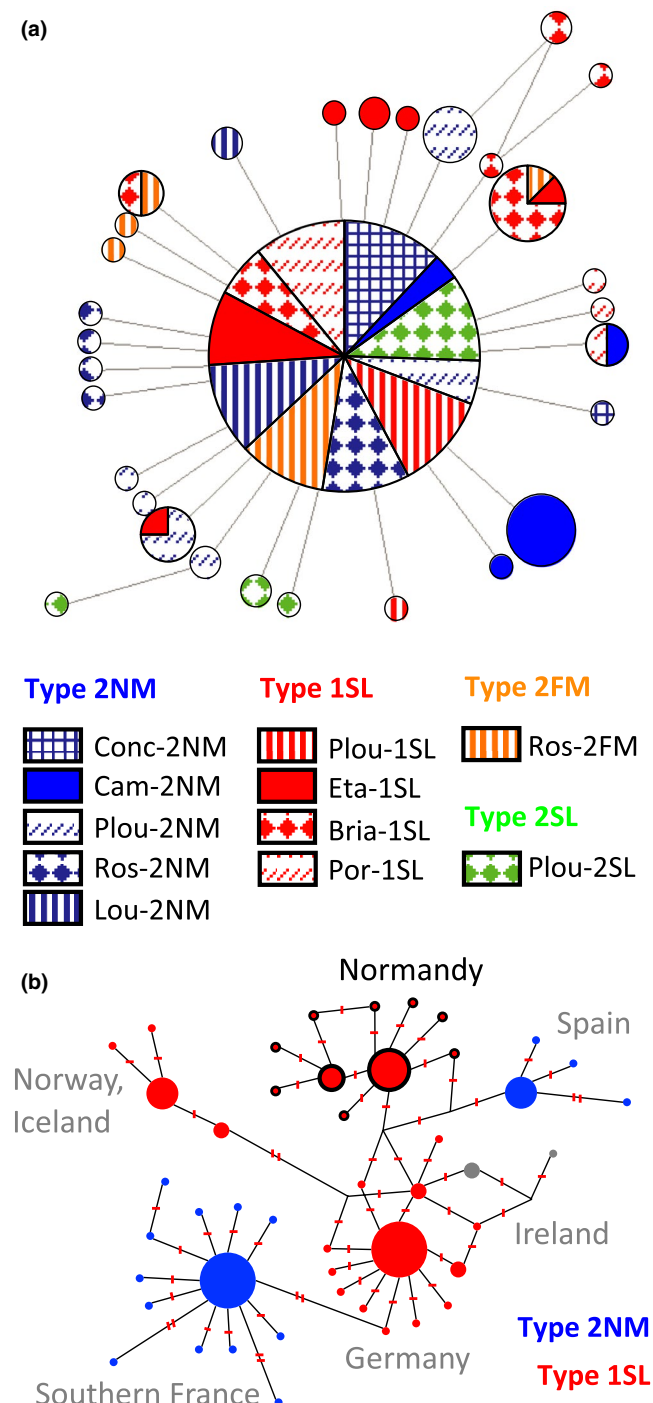 (a)
Type 2NM
Conc-2NM
Cam-2NM
Plou-2NM
Ros-2NM
Lou-2NM
Type 1SL
Plou-1SL
Eta-1SL
Bria-1SL
Por-1SL
Type 2FM
Ros-2FM
Type 2SL
Plou-2SL
(b)
Normandy
Spain
Norway,
Iceland
Ireland
Germany
Southern France
Type 2NM
Type 1SL